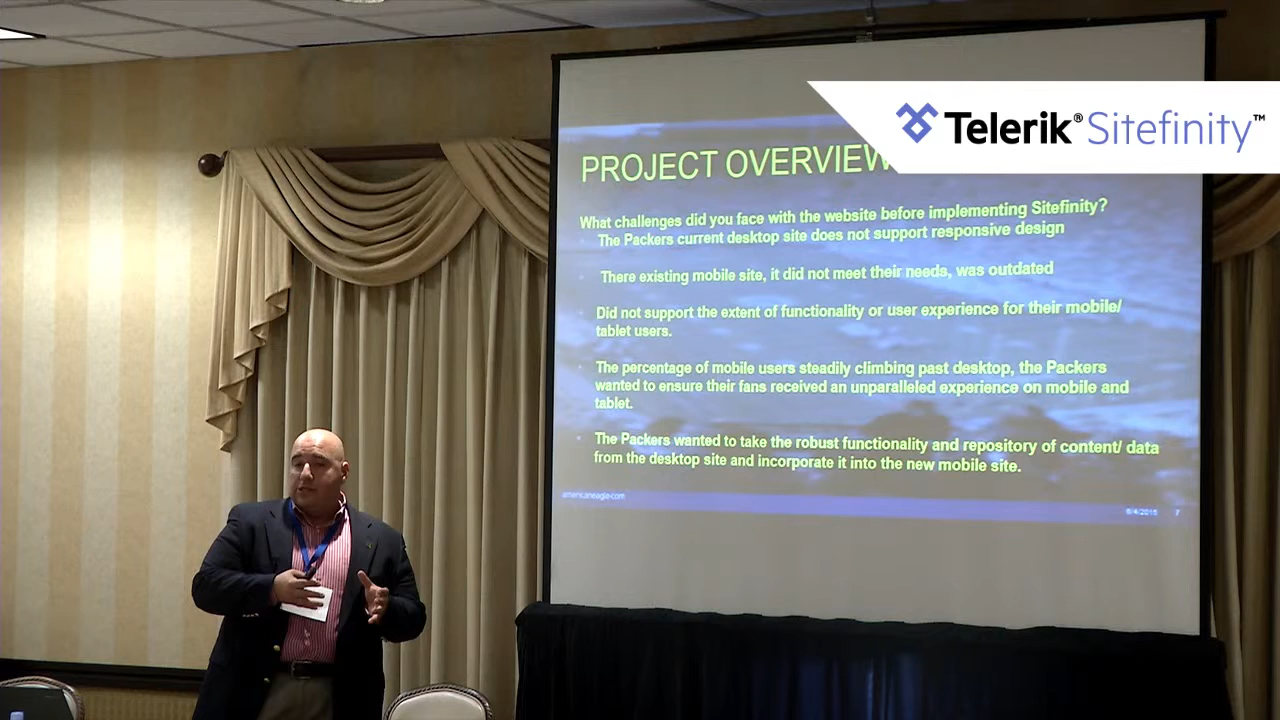 Telerik® Sitefinity™
PROJECT OVERVIEW
What challenges did you face with the website before implementing Sitefinity?
The Packers current desktop site does not support responsive design
There existing mobile site, it did not meet their needs, was outdated
Did not support the extent of functionality or user experience for their mobile/
tablet users.
The percentage of mobile users steadily climbing past desktop, the Packers
wanted to ensure their fans received an unparalleled experience on mobile and
tablet.
The Packers wanted to take the robust functionality and repository of content/ data
from the desktop site and incorporate it into the new mobile site.
americaneagle.com
6/4/2015 7